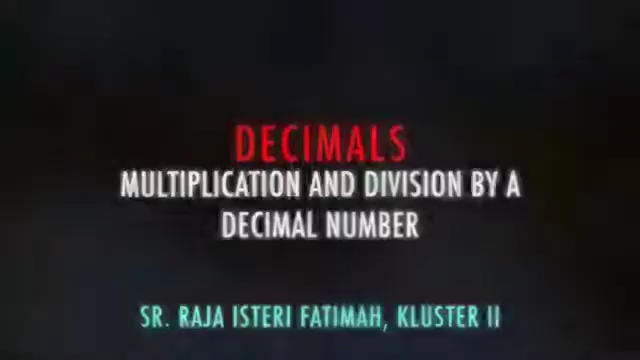 DECIMALS
MULTIPLICATION AND DIVISION BY A
DECIMAL NUMBER
SR. RAJA ISTERI FATIMAH, KLUSTER II